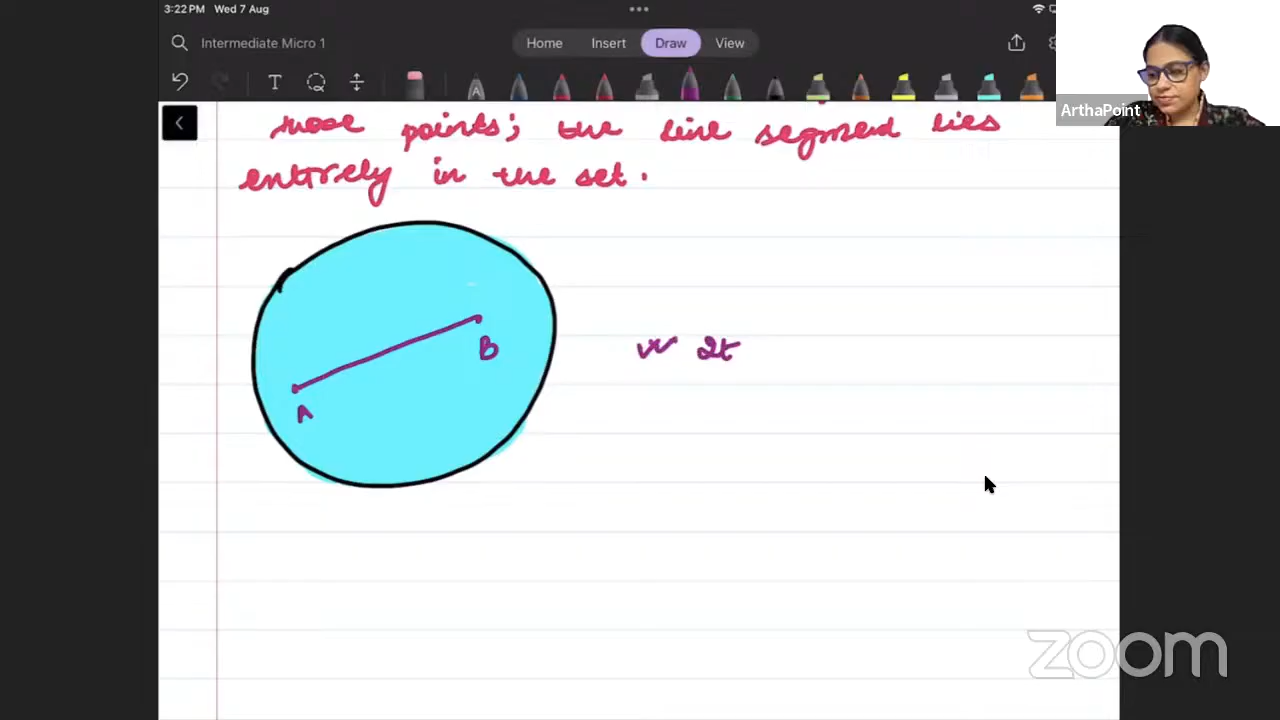 3:22 PM Wed 7 Aug
Intermediate Micro 1
Home Insert Draw View
T
A
ArthaPoint
points; the line segment lies
entirely in the set.
B
A
zoom